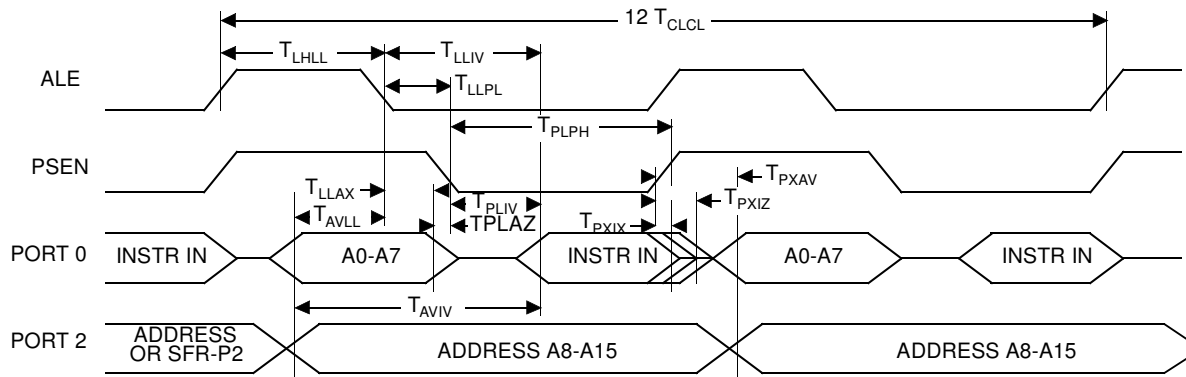 12 TCLCL
TLHLL
TLLIV
ALE
TLLPL
TPLPH
PSEN
TLLAX
TPXAV
TPLIV
TPXIZ
TAVLL
TPLAZ
TPXIX
PORT 0
INSTR IN
A0-A7
INSTR IN
A0-A7
INSTR IN
TAVIV
PORT 2
ADDRESS
OR SFR-P2
ADDRESS A8-A15
ADDRESS A8-A15